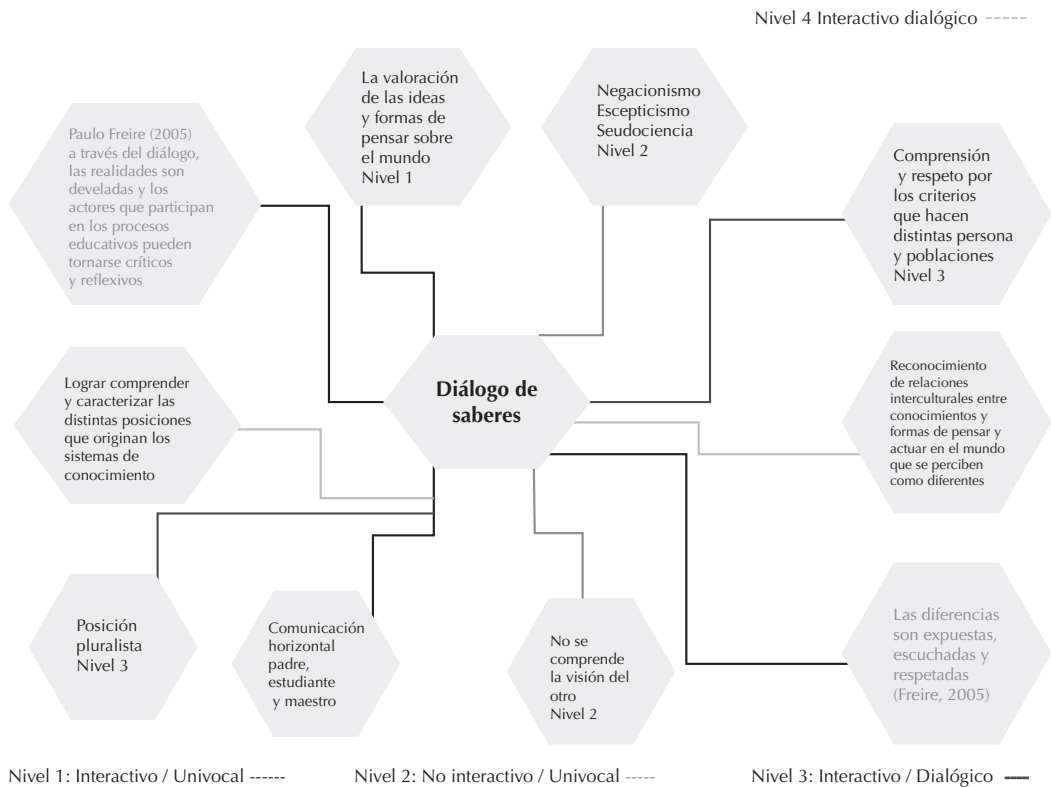 Nivel 4 Interactivo dialógico -----
La valoración
de las ideas
y formas de
pensar sobre
el mundo
Nivel 1
Negacionismo
Escepticismo
Seudociencia
Nivel 2
Paulo Freire (2005)
a través del diálogo,
las realidades son
develadas y los
actores que participan
en los procesos
educativos pueden
tornarse críticos
y reflexivos
Comprensión
y respeto por
los criterios
que hacen
distintas persona
y poblaciones
Nivel 3
Diálogo de
saberes
Lograr comprender
y caracterizar las
distintas posiciones
que originan los
sistemas de
conocimiento
Reconocimiento
de relaciones
interculturales entre
conocimientos y
formas de pensar y
actuar en el mundo
que se perciben
como diferentes
Posición
pluralista
Nivel 3
Comunicación
horizontal
padre,
estudiante
y maestro
No se
comprende
la visión del
otro
Nivel 2
Las diferencias
son expuestas,
escuchadas y
respetadas
(Freire, 2005)
Nivel 1: Interactivo / Univocal ------
Nivel 2: No interactivo / Univocal -----
Nivel 3: Interactivo / Dialógico ----